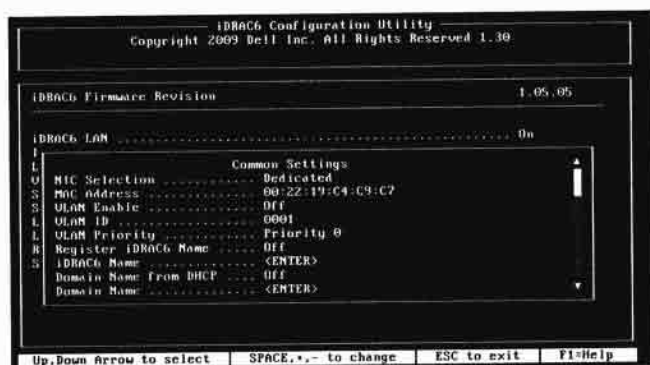 iDRAC6 Configuration Utility
Copyright 2009 Dell Inc. All Rights Reserved 1.30
iDRAC6 Firmware Revision 1.05.05
iDRAC6 LAN ................................................ On
Common Settings
NIC Selection ............. Dedicated
MAC Address ............... 00:22:19:C4:C9:C7
VLAN Enable ............... Off
VLAN ID ................... 0001
VLAN Priority ............. Priority 0
Register iDRAC6 Name ...... Off
iDRAC6 Name ............... <ENTER>
Domain Name from DHCP ..... Off
Domain Name ............... <ENTER>
Up,Down Arrow to select SPACE,+,- to change ESC to exit F1=Help